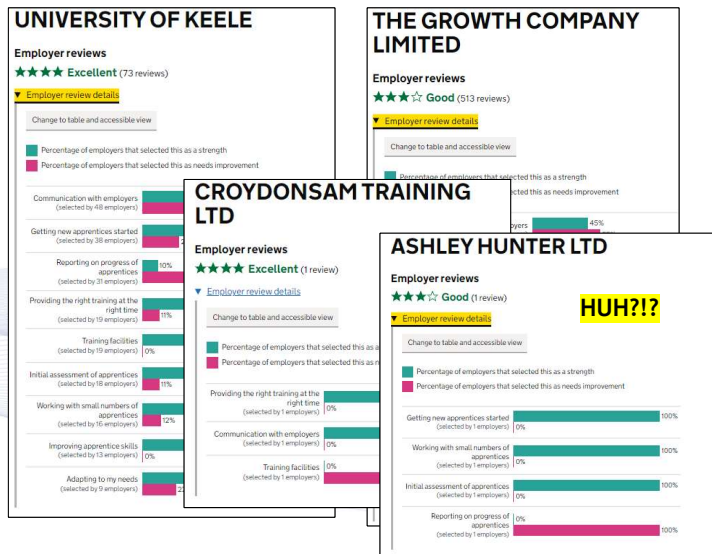 UNIVERSITY OF KEELE
Employer reviews
★★★★ Excellent (73 reviews)
▼ Employer review details
Change to table and accessible view
Percentage of employers that selected this as a strength
Percentage of employers that selected this as needs improvement
Communication with employers
(selected by 48 employers)
Getting new apprentices started
(selected by 38 employers)
Reporting on progress of
apprentices
(selected by 31 employers)
10%
Providing the right training at the
right time
(selected by 19 employers)
11%
Training facilities
(selected by 19 employers)
0%
Initial assessment of apprentices
(selected by 18 employers)
11%
Working with small numbers of
apprentices
(selected by 16 employers)
12%
Improving apprentice skills
(selected by 13 employers)
0%
Adapting to my needs
(selected by 9 employers)
THE GROWTH COMPANY
LIMITED
Employer reviews
★★★☆ Good (513 reviews)
▼ Employer review details
Change to table and accessible view
Percentage of employers that selected this as a strength
selected this as needs improvement
45%
CROYDONSAM TRAINING
LTD
Employer reviews
★★★★ Excellent (1 review)
▼ Employer review details
Change to table and accessible view
Percentage of employers that selected this as a
Percentage of employers that selected this as
Providing the right training at the
right time
(selected by 1 employers)
0%
Communication with employers
(selected by 1 employers)
0%
Training facilities
(selected by 1 employers)
0%
ASHLEY HUNTER LTD
Employer reviews
★★★☆ Good (1 review)
HUH?!?
▼ Employer review details
Change to table and accessible view
Percentage of employers that selected this as a strength
Percentage of employers that selected this as needs improvement
Getting new apprentices started
(selected by 1 employers)
100%
0%
Working with small numbers of
apprentices
(selected by 1 employers)
100%
0%
Initial assessment of apprentices
(selected by 1 employers)
100%
0%
Reporting on progress of
apprentices
(selected by 1 employers)
0%
100%